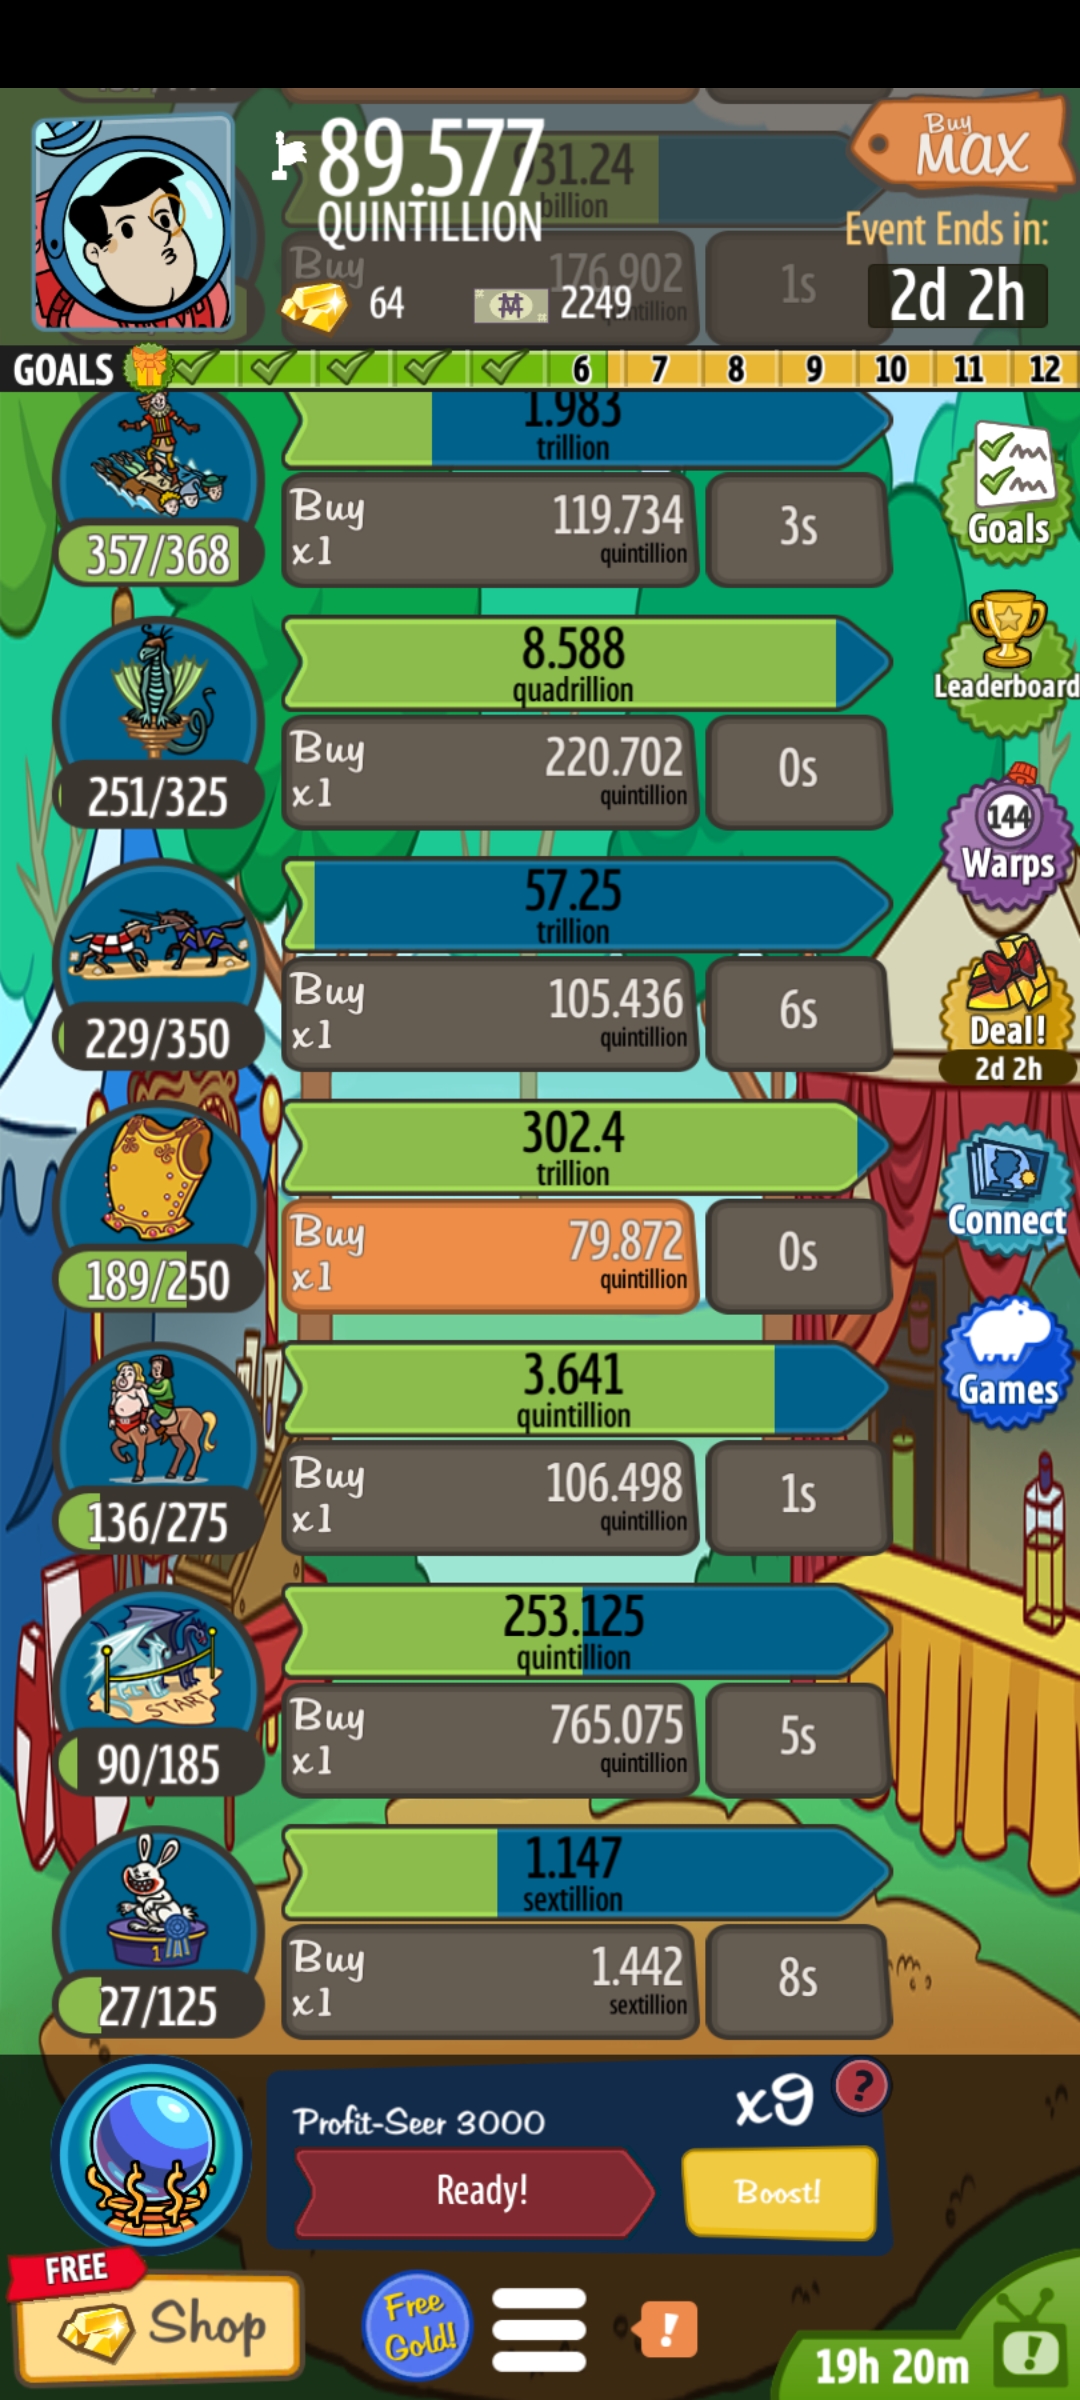 89.577
QUINTILLION
931.24
billion
Buy
MAX
Event Ends in:
2d 2h
Buy
176.902
quintillion
1s
64
2249
GOALS
6
7
8
9
10
11
12
1.983
trillion
Buy
x1
119.734
quintillion
3s
357/368
Goals
8.588
quadrillion
Buy
x1
220.702
quintillion
0s
251/325
Leaderboard
144
Warps
57.25
trillion
Buy
x1
105.436
quintillion
6s
229/350
Deal!
2d 2h
302.4
trillion
Buy
x1
79.872
quintillion
0s
189/250
Connect
3.641
quintillion
Buy
x1
106.498
quintillion
1s
136/275
Games
253.125
quintillion
START
Buy
x1
765.075
quintillion
5s
90/185
1.147
sextillion
1
Buy
x1
1.442
sextillion
8s
27/125
Profit-Seer 3000
x9
?
Ready!
Boost!
FREE
Shop
Free
Gold!
!
19h 20m
!